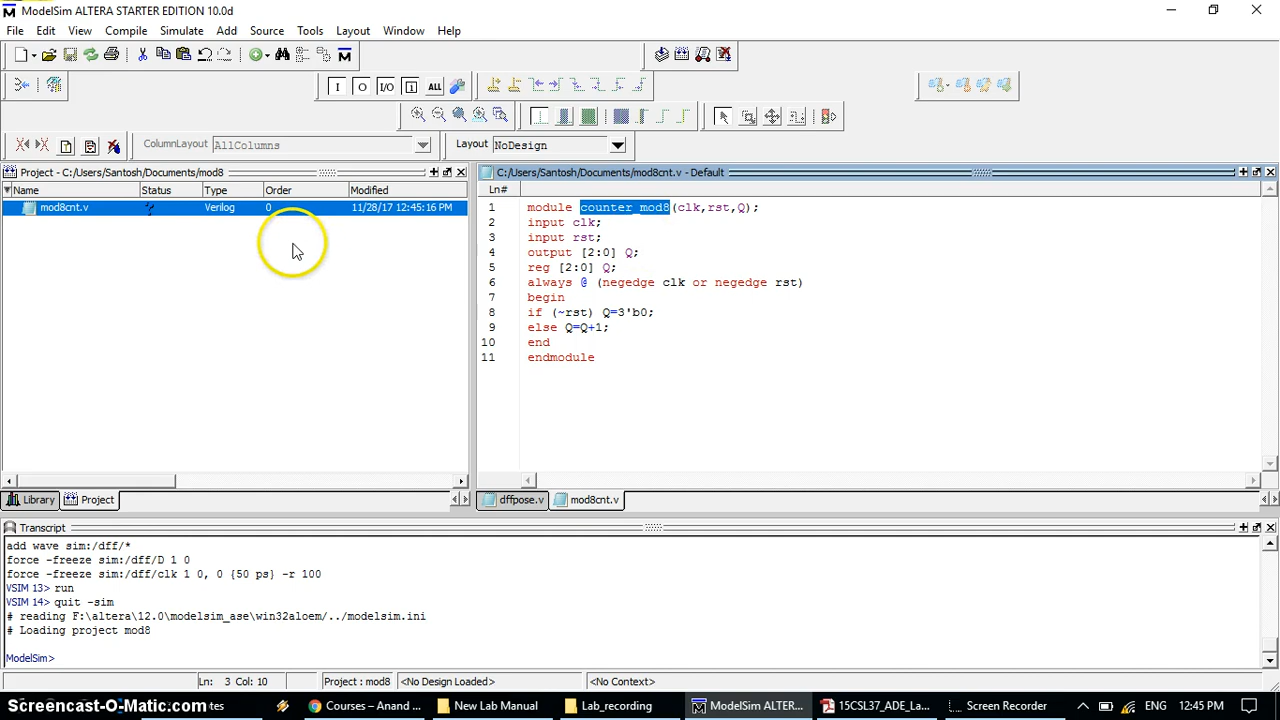 ModelSim ALTERA STARTER EDITION 10.0d
File Edit View Compile Simulate Add Source Tools Layout Window Help
I O I/O ALL
ColumnLayout AllColumns
Layout NoDesign
Project - C:/Users/Santosh/Documents/mod8
Name Status Type Order Modified
mod8cnt.v ? Verilog 0 11/28/17 12:45:16 PM
C:/Users/Santosh/Documents/mod8cnt.v - Default
Ln#
1 module counter_mod8(clk,rst,Q);
2 input clk;
3 input rst;
4 output [2:0] Q;
5 reg [2:0] Q;
6 always @ (negedge clk or negedge rst)
7 begin
8 if (~rst) Q=3'b0;
9 else Q=Q+1;
10 end
11 endmodule
Library Project
dffpose.v mod8cnt.v
Transcript
add wave sim:/dff/*
force -freeze sim:/dff/D 1 0
force -freeze sim:/dff/clk 1 0, 0 {50 ps} -r 100
VSIM 13> run
VSIM 14> quit -sim
# reading F:\altera\12.0\modelsim_ase\win32aloem/../modelsim.ini
# Loading project mod8
ModelSim>
Ln: 3 Col: 10 Project : mod8 <No Design Loaded> <No Context>
Screencast-O-Matic.com
Courses – Anand ... New Lab Manual Lab_recording ModelSim ALTE... 15CSL37_ADE_La... Screen Recorder 12:45 PM